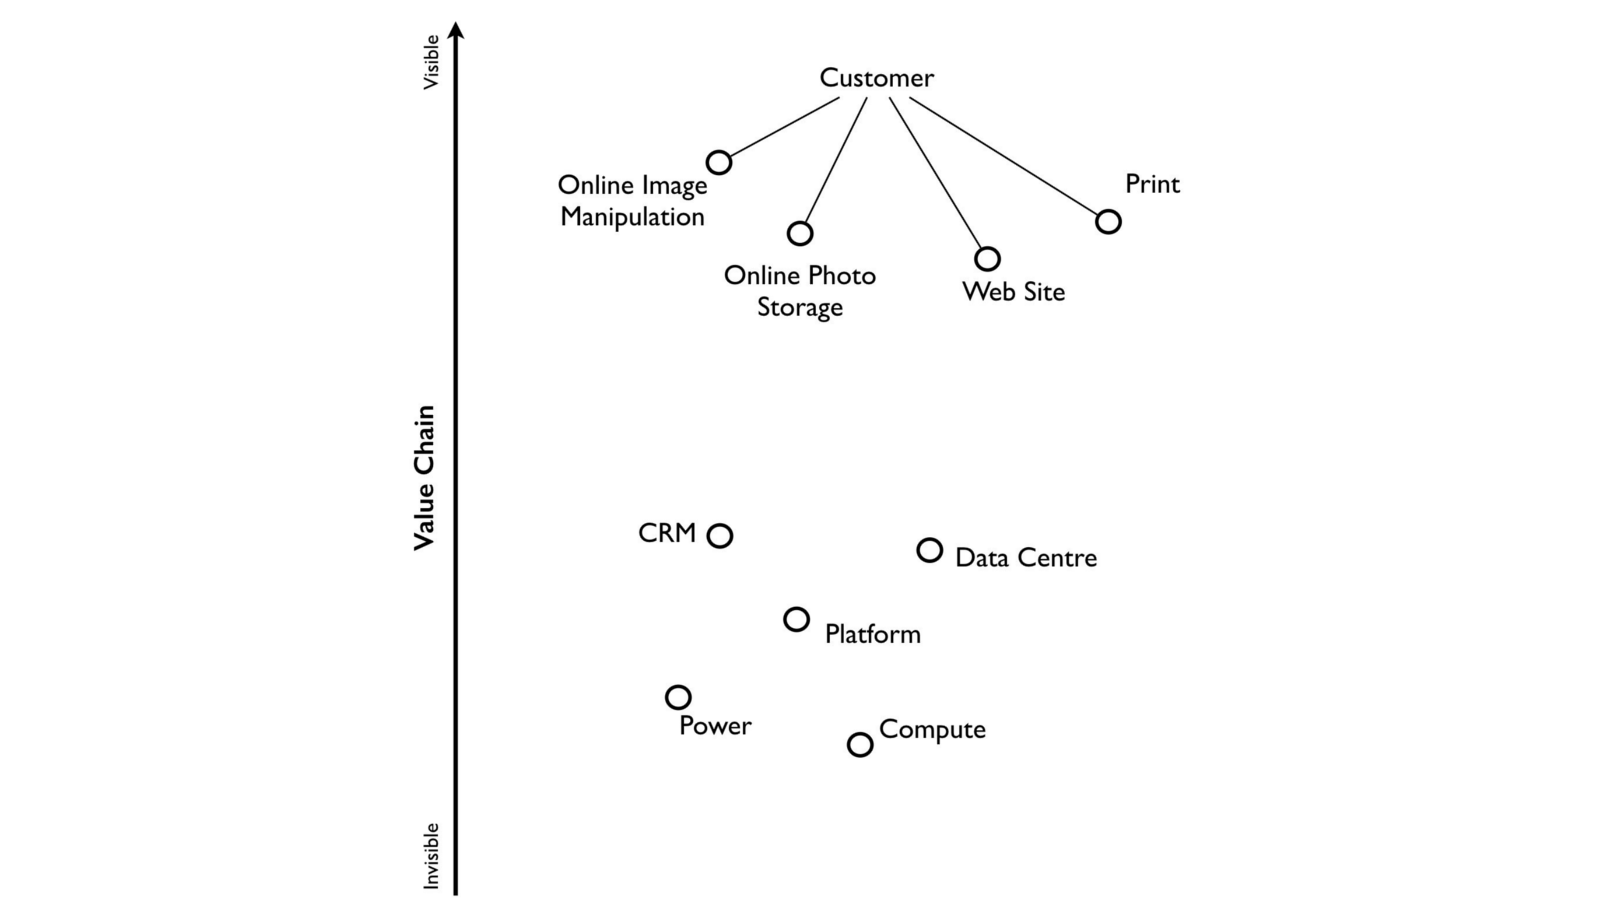 Visible
Customer
Online Image
Manipulation
Print
Online Photo
Storage
Web Site
Value Chain
CRM
Data Centre
Platform
Power
Compute
Invisible